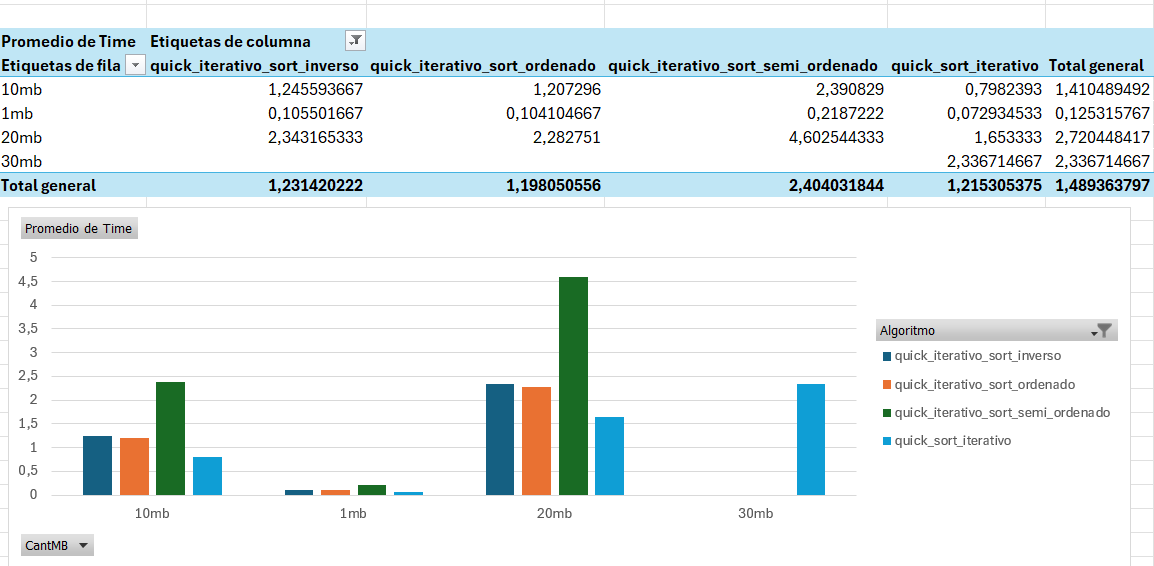 Promedio de Time Etiquetas de columna
Etiquetas de fila quick_iterativo_sort_inverso quick_iterativo_sort_ordenado quick_iterativo_sort_semi_ordenado quick_sort_iterativo Total general
10mb 1,245593667 1,207296 2,390829 0,7982393 1,410489492
1mb 0,105501667 0,104104667 0,2187222 0,072934533 0,125315767
20mb 2,343165333 2,282751 4,602544333 1,653333 2,720448417
30mb 2,336714667 2,336714667
Total general 1,231420222 1,198050556 2,404031844 1,215305375 1,489363797
Promedio de Time
5
4,5
4
3,5
3
2,5
2
1,5
1
0,5
0
10mb 1mb 20mb 30mb
Algoritmo
quick_iterativo_sort_inverso
quick_iterativo_sort_ordenado
quick_iterativo_sort_semi_ordenado
quick_sort_iterativo
CantMB